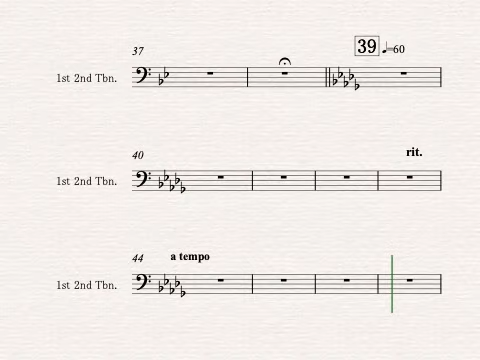 37
39 ♩=60
1st 2nd Tbn.
40
rit.
1st 2nd Tbn.
44
a tempo
1st 2nd Tbn.